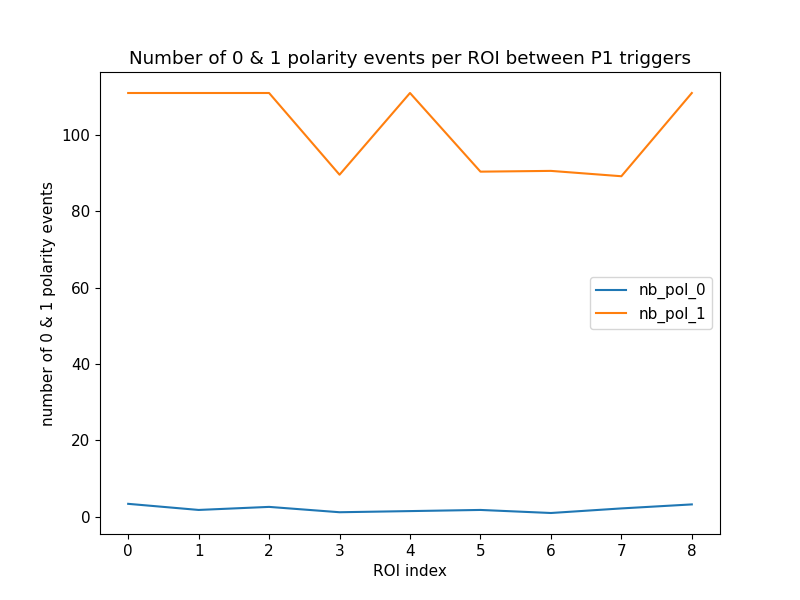 Number of 0 & 1 polarity events per ROI between P1 triggers
number of 0 & 1 polarity events
100
80
60
40
20
0
nb_pol_0
nb_pol_1
0 1 2 3 4 5 6 7 8
ROI index